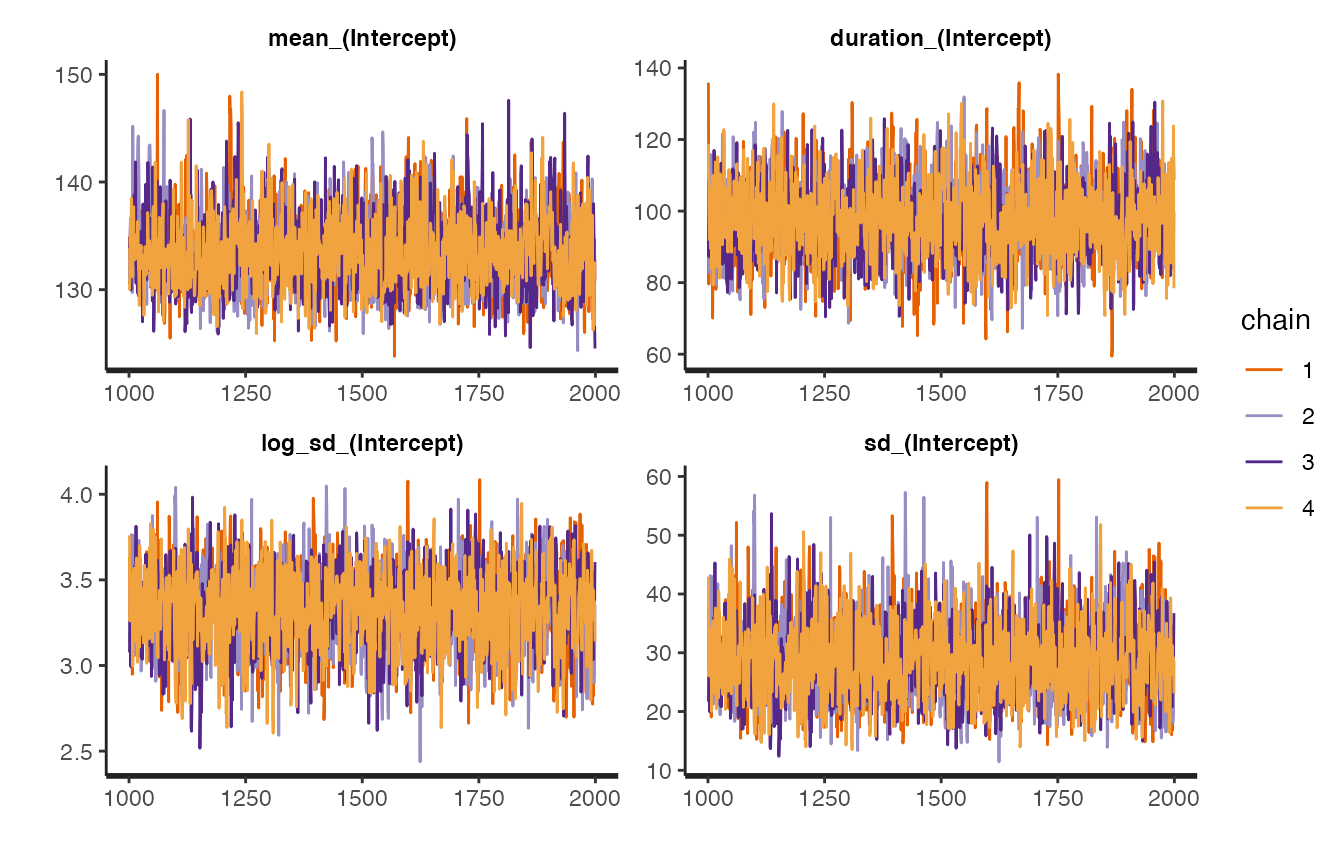 mean_(Intercept)
150
140
130
1000 1250 1500 1750 2000
duration_(Intercept)
140
120
100
80
60
1000 1250 1500 1750 2000
log_sd_(Intercept)
4.0
3.5
3.0
2.5
1000 1250 1500 1750 2000
sd_(Intercept)
60
50
40
30
20
10
1000 1250 1500 1750 2000
chain
1
2
3
4